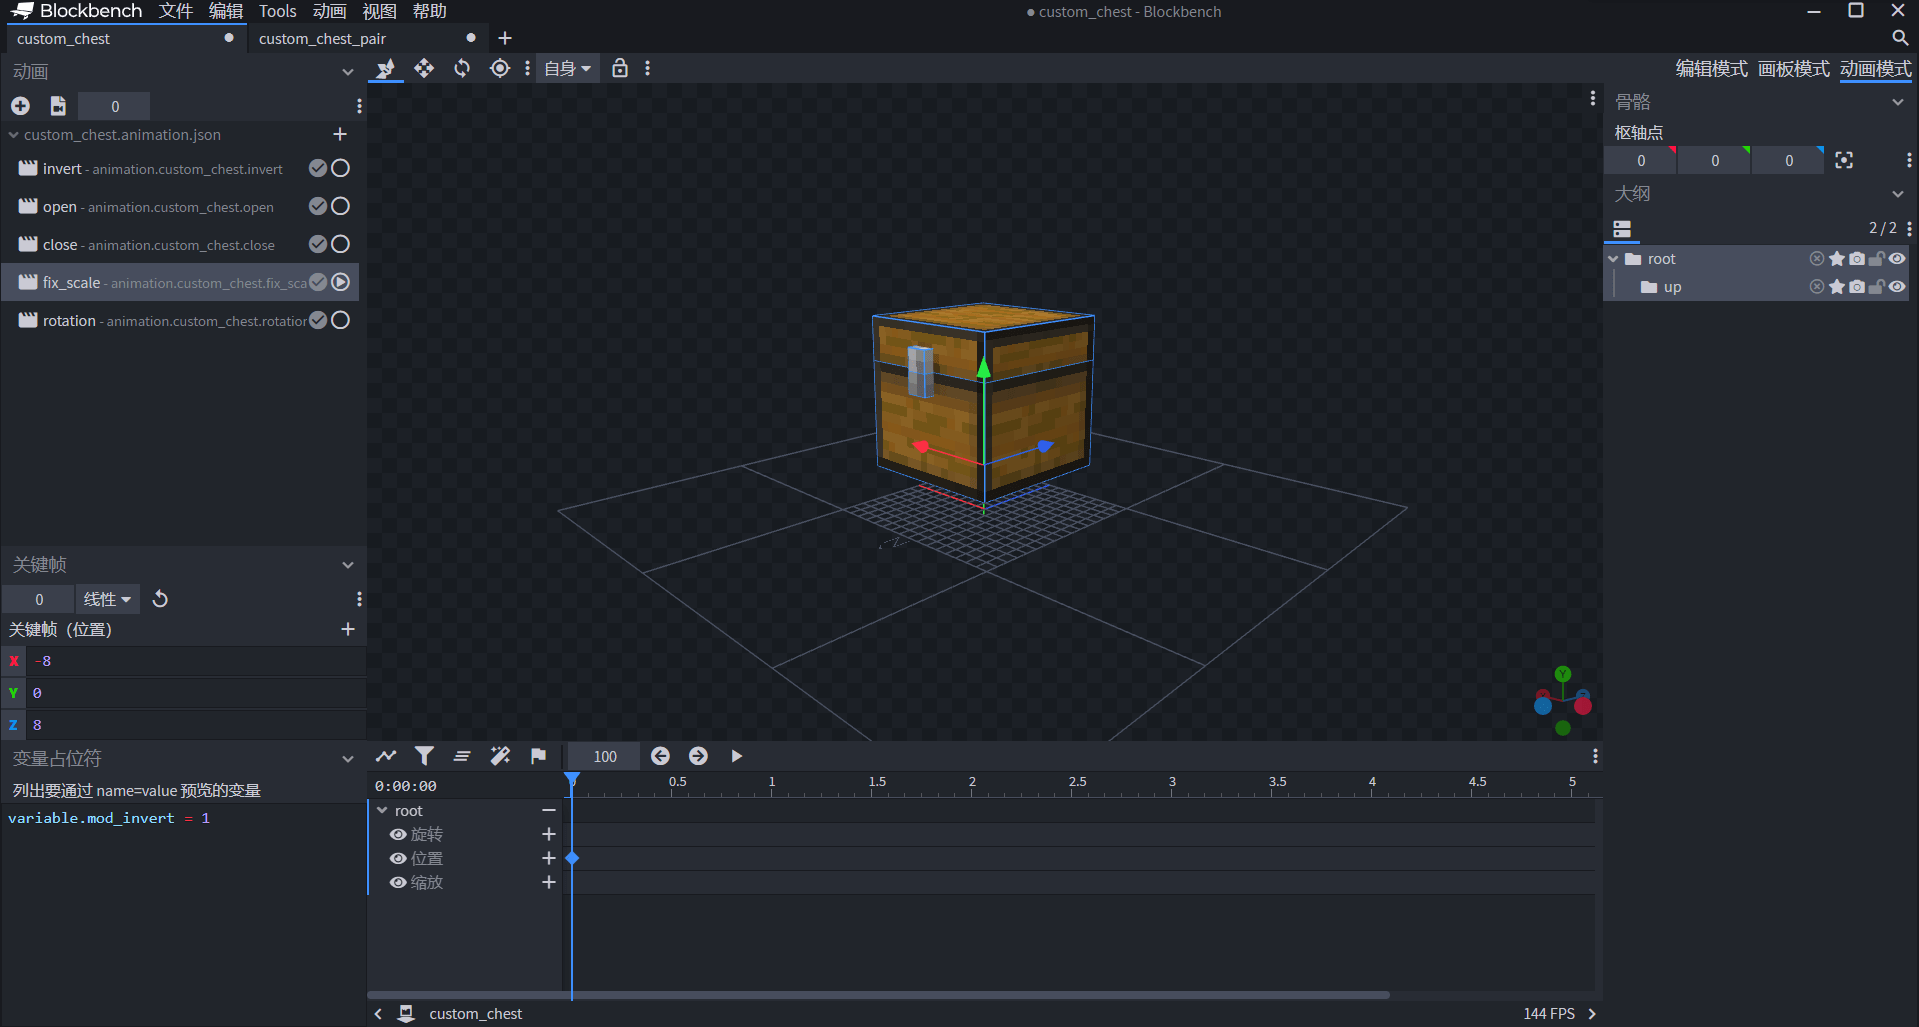 Blockbench 文件 编辑 Tools 动画 视图 帮助
● custom_chest - Blockbench
custom_chest
custom_chest_pair
动画
0
custom_chest.animation.json
invert - animation.custom_chest.invert
open - animation.custom_chest.open
close - animation.custom_chest.close
fix_scale - animation.custom_chest.fix_sca
rotation - animation.custom_chest.rotation
关键帧
0 线性
关键帧（位置）
X -8
Y 0
Z 8
变量占位符
列出要通过 name=value 预览的变量
variable.mod_invert = 1
自身
Y
Z
100
0:00:00
0 0.5 1 1.5 2 2.5 3 3.5 4 4.5 5
root
旋转
位置
缩放
custom_chest
144 FPS
编辑模式 画板模式 动画模式
骨骼
枢轴点
0 0 0
大纲
2 / 2
root
up